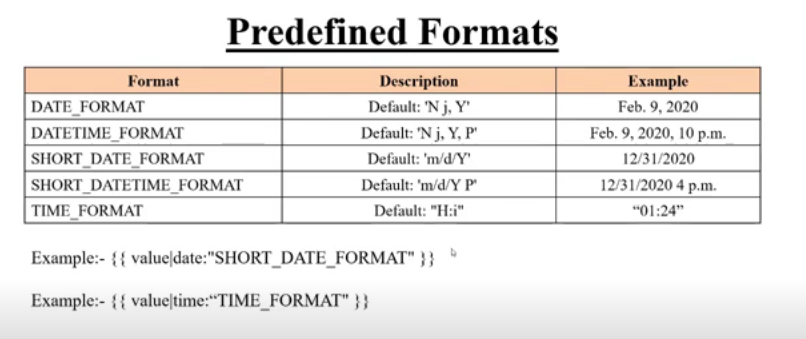 Predefined Formats
Format Description Example
DATE_FORMAT Default: 'N j, Y' Feb. 9, 2020
DATETIME_FORMAT Default: 'N j, Y, P' Feb. 9, 2020, 10 p.m.
SHORT_DATE_FORMAT Default: 'm/d/Y' 12/31/2020
SHORT_DATETIME_FORMAT Default: 'm/d/Y P' 12/31/2020 4 p.m.
TIME_FORMAT Default: "H:i" “01:24”
Example:- {{ value|date:"SHORT_DATE_FORMAT" }}
Example:- {{ value|time:“TIME_FORMAT" }}